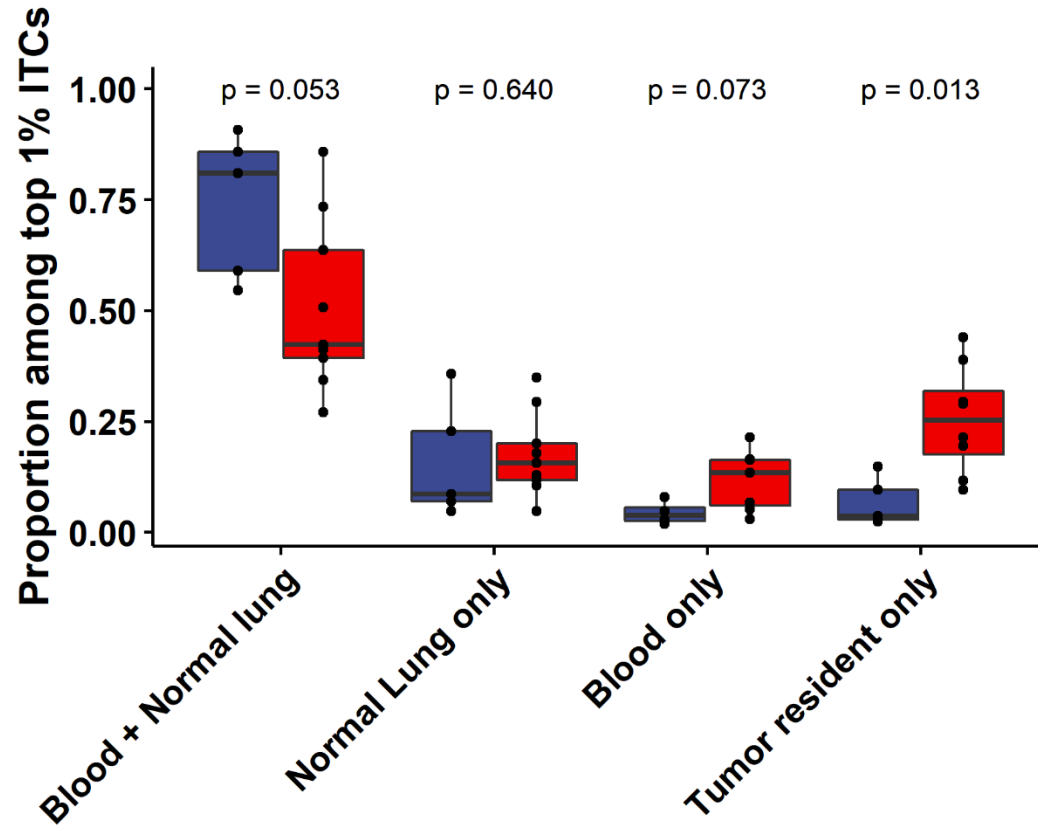 Proportion among top 1% ITCs
1.00
0.75
0.50
0.25
0.00
p = 0.053
p = 0.640
p = 0.073
p = 0.013
Blood + Normal lung
Normal Lung only
Blood only
Tumor resident only